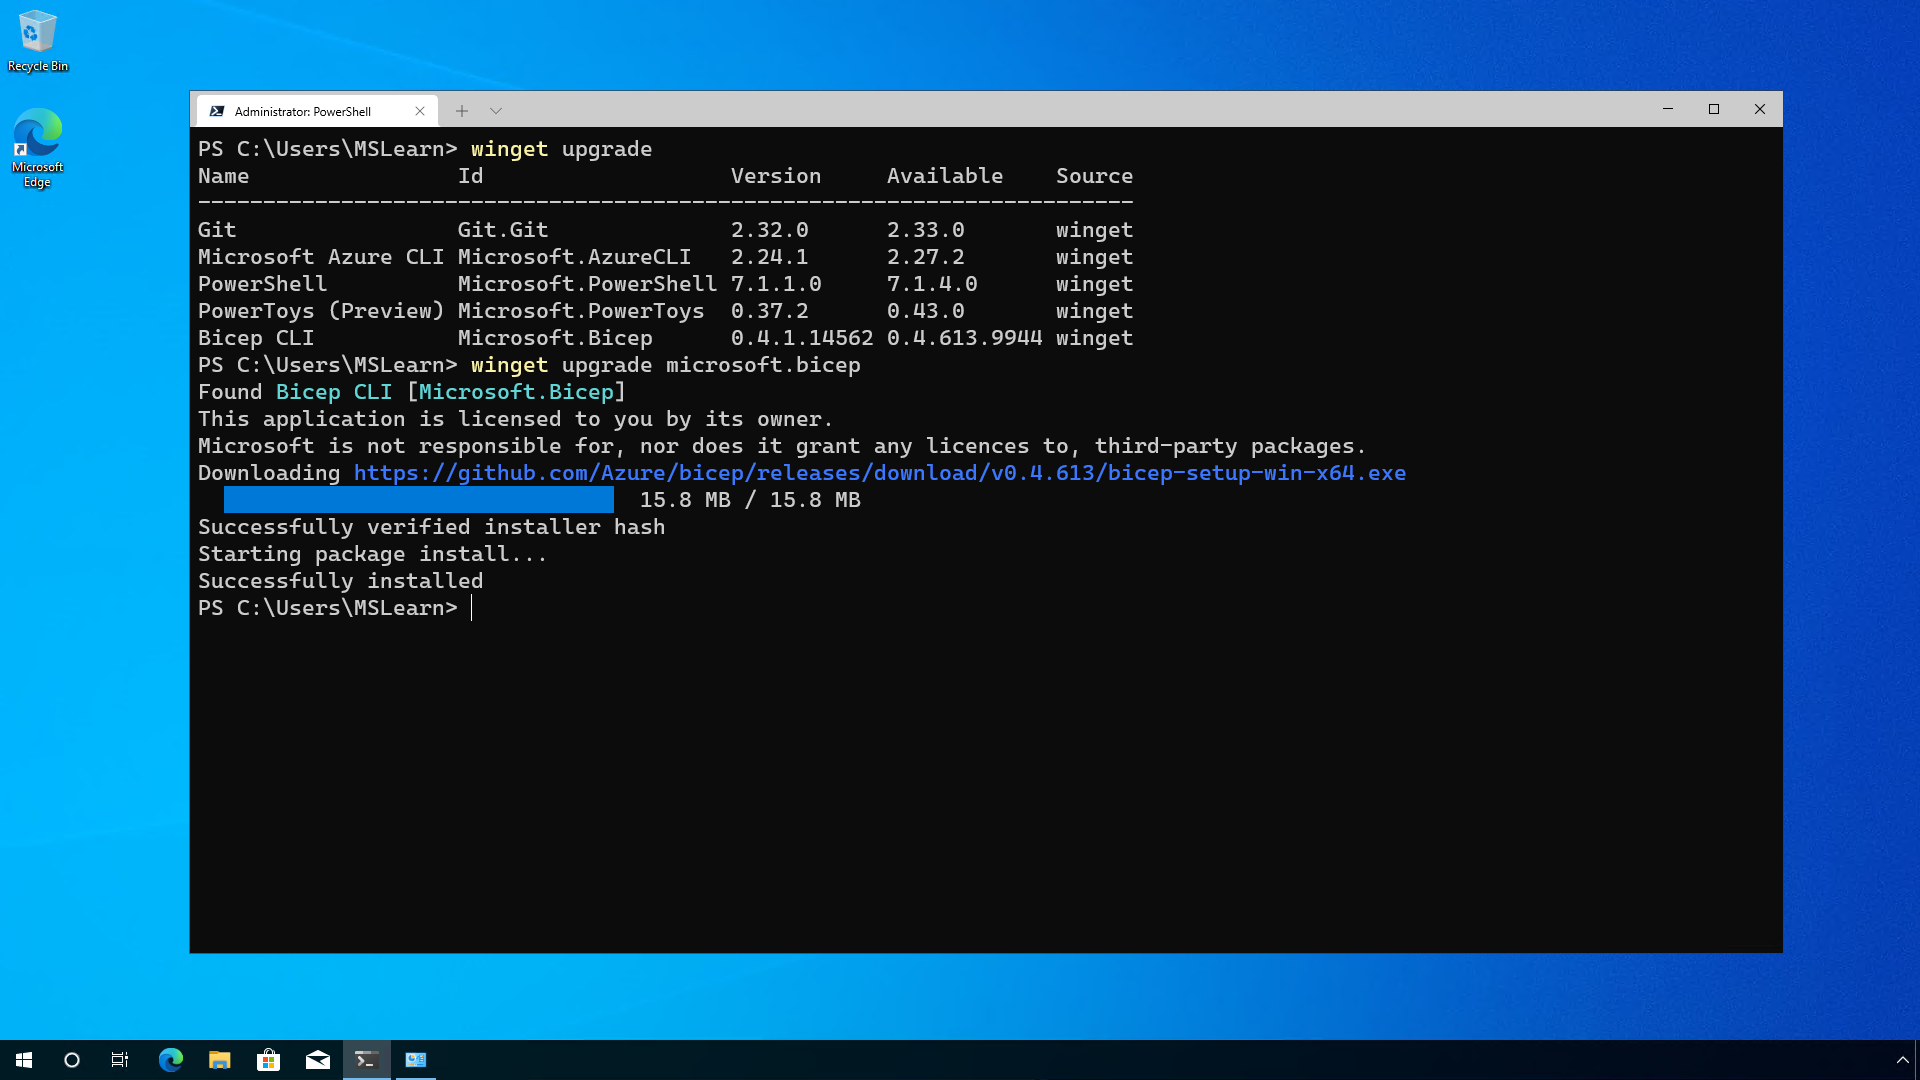 Recycle Bin
Microsoft
Edge
Administrator: PowerShell
PS C:\Users\MSLearn> winget upgrade
Name Id Version Available Source
------------------------------------------------------------------------
Git Git.Git 2.32.0 2.33.0 winget
Microsoft Azure CLI Microsoft.AzureCLI 2.24.1 2.27.2 winget
PowerShell Microsoft.PowerShell 7.1.1.0 7.1.4.0 winget
PowerToys (Preview) Microsoft.PowerToys 0.37.2 0.43.0 winget
Bicep CLI Microsoft.Bicep 0.4.1.14562 0.4.613.9944 winget
PS C:\Users\MSLearn> winget upgrade microsoft.bicep
Found Bicep CLI [Microsoft.Bicep]
This application is licensed to you by its owner.
Microsoft is not responsible for, nor does it grant any licences to, third-party packages.
Downloading https://github.com/Azure/bicep/releases/download/v0.4.613/bicep-setup-win-x64.exe
15.8 MB / 15.8 MB
Successfully verified installer hash
Starting package install...
Successfully installed
PS C:\Users\MSLearn>